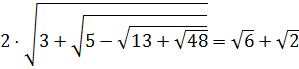 2 · √(3 + √(5 − √(13 + √48))) = √6 + √2